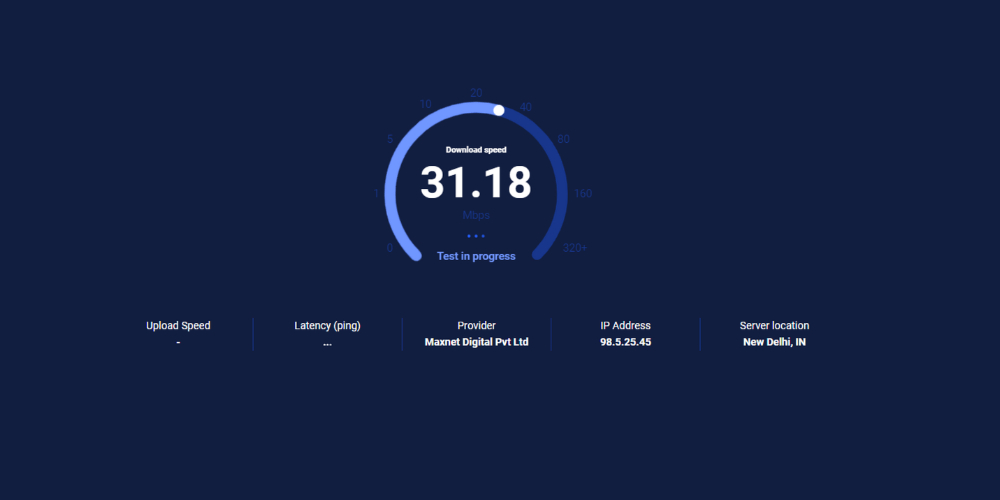 20
10
40
5
80
Download speed
31.18
1
160
Mbps
...
0
320+
Test in progress
Upload Speed
-
Latency (ping)
...
Provider
Maxnet Digital Pvt Ltd
IP Address
98.5.25.45
Server location
New Delhi, IN